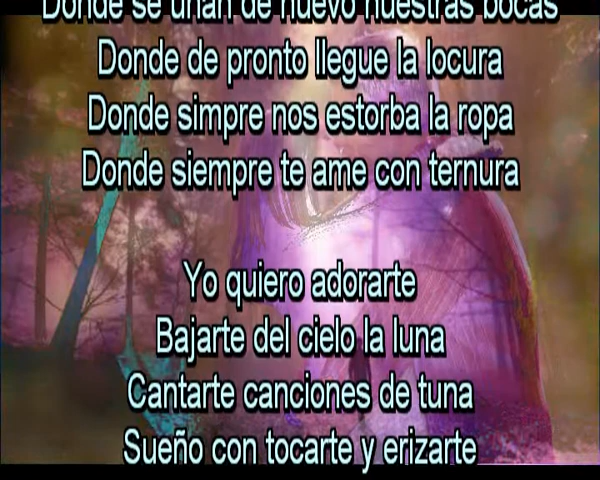 Donde se unan de nuevo nuestras bocas
Donde de pronto llegue la locura
Donde simpre nos estorba la ropa
Donde siempre te ame con ternura
Yo quiero adorarte
Bajarte del cielo la luna
Cantarte canciones de tuna
Sueño con tocarte y erizarte